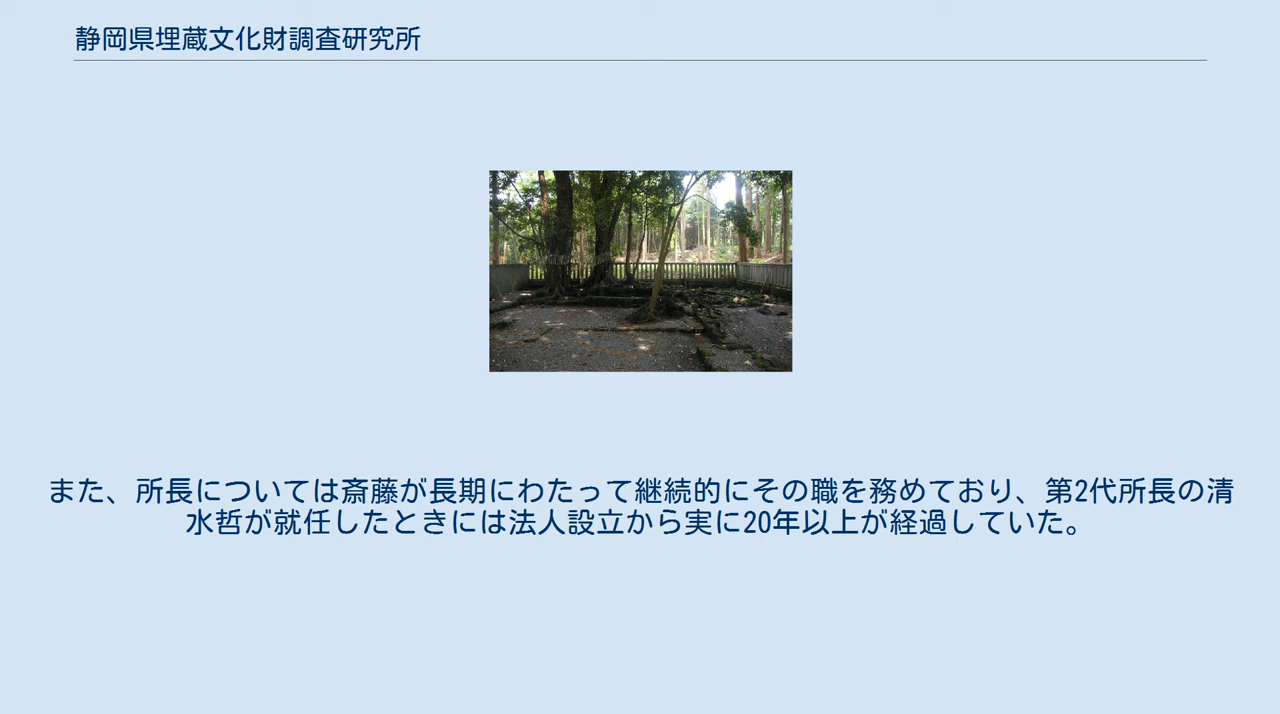 静岡県埋蔵文化財調査研究所
また、所長については斎藤が長期にわたって継続的にその職を務めており、第2代所長の清
水哲が就任したときには法人設立から実に20年以上が経過していた。